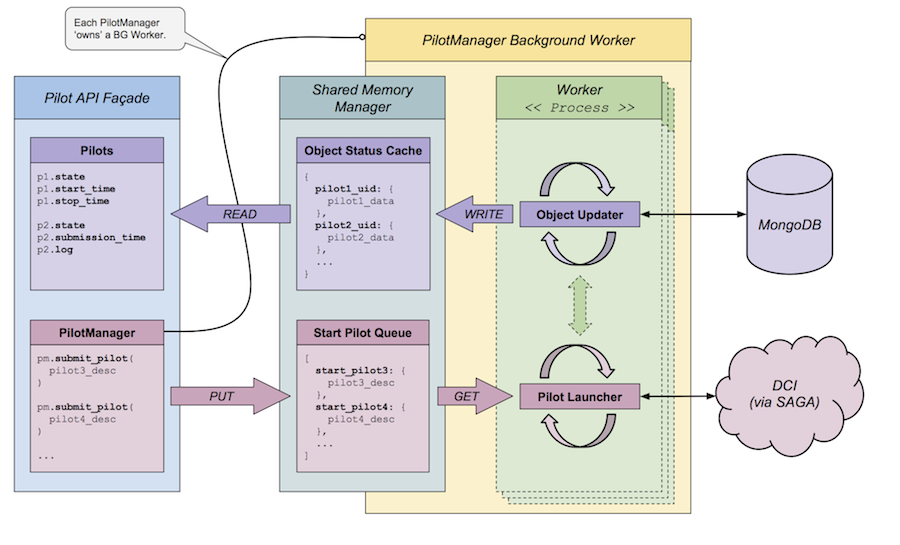 Each PilotManager
'owns' a BG Worker.
PilotManager Background Worker
Pilot API Façade
Pilots
p1.state
p1.start_time
p1.stop_time
p2.state
p2.submission_time
p2.log
PilotManager
pm.submit_pilot(
pilot3_desc
)
pm.submit_pilot(
pilot4_desc
)
...
READ
PUT
Shared Memory
Manager
Object Status Cache
{
pilot1_uid: {
pilot1_data
},
pilot2_uid: {
pilot2_data
},
...
}
Start Pilot Queue
[
start_pilot3: {
pilot3_desc
},
start_pilot4: {
pilot4_desc
},
...
]
WRITE
GET
Worker
<< Process >>
Object Updater
Pilot Launcher
MongoDB
DCI
(via SAGA)